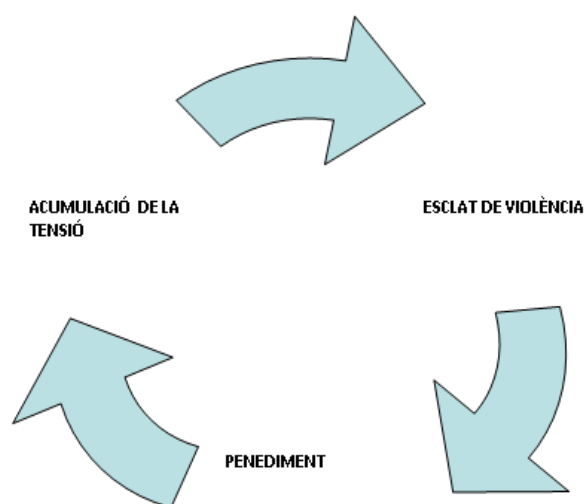 ACUMULACIÓ DE LA
TENSIÓ
ESCLAT DE VIOLÈNCIA
PENEDIMENT